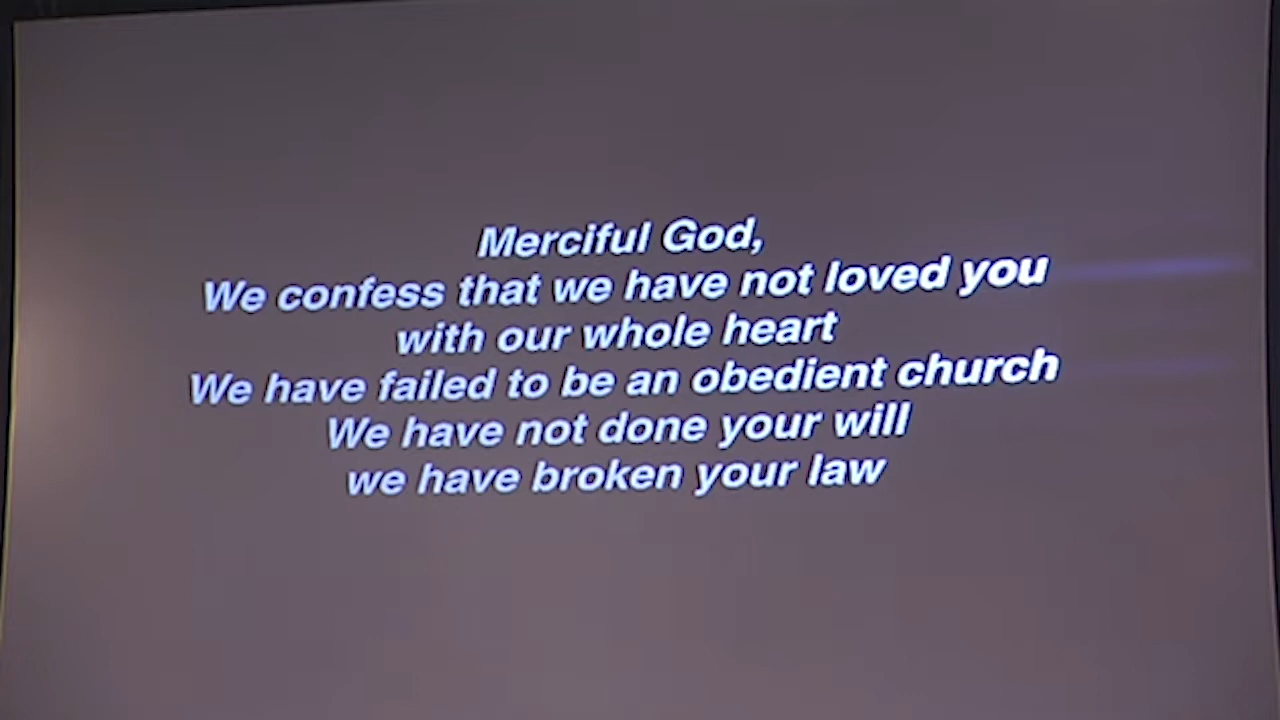 Merciful God,
We confess that we have not loved you
with our whole heart
We have failed to be an obedient church
We have not done your will
we have broken your law